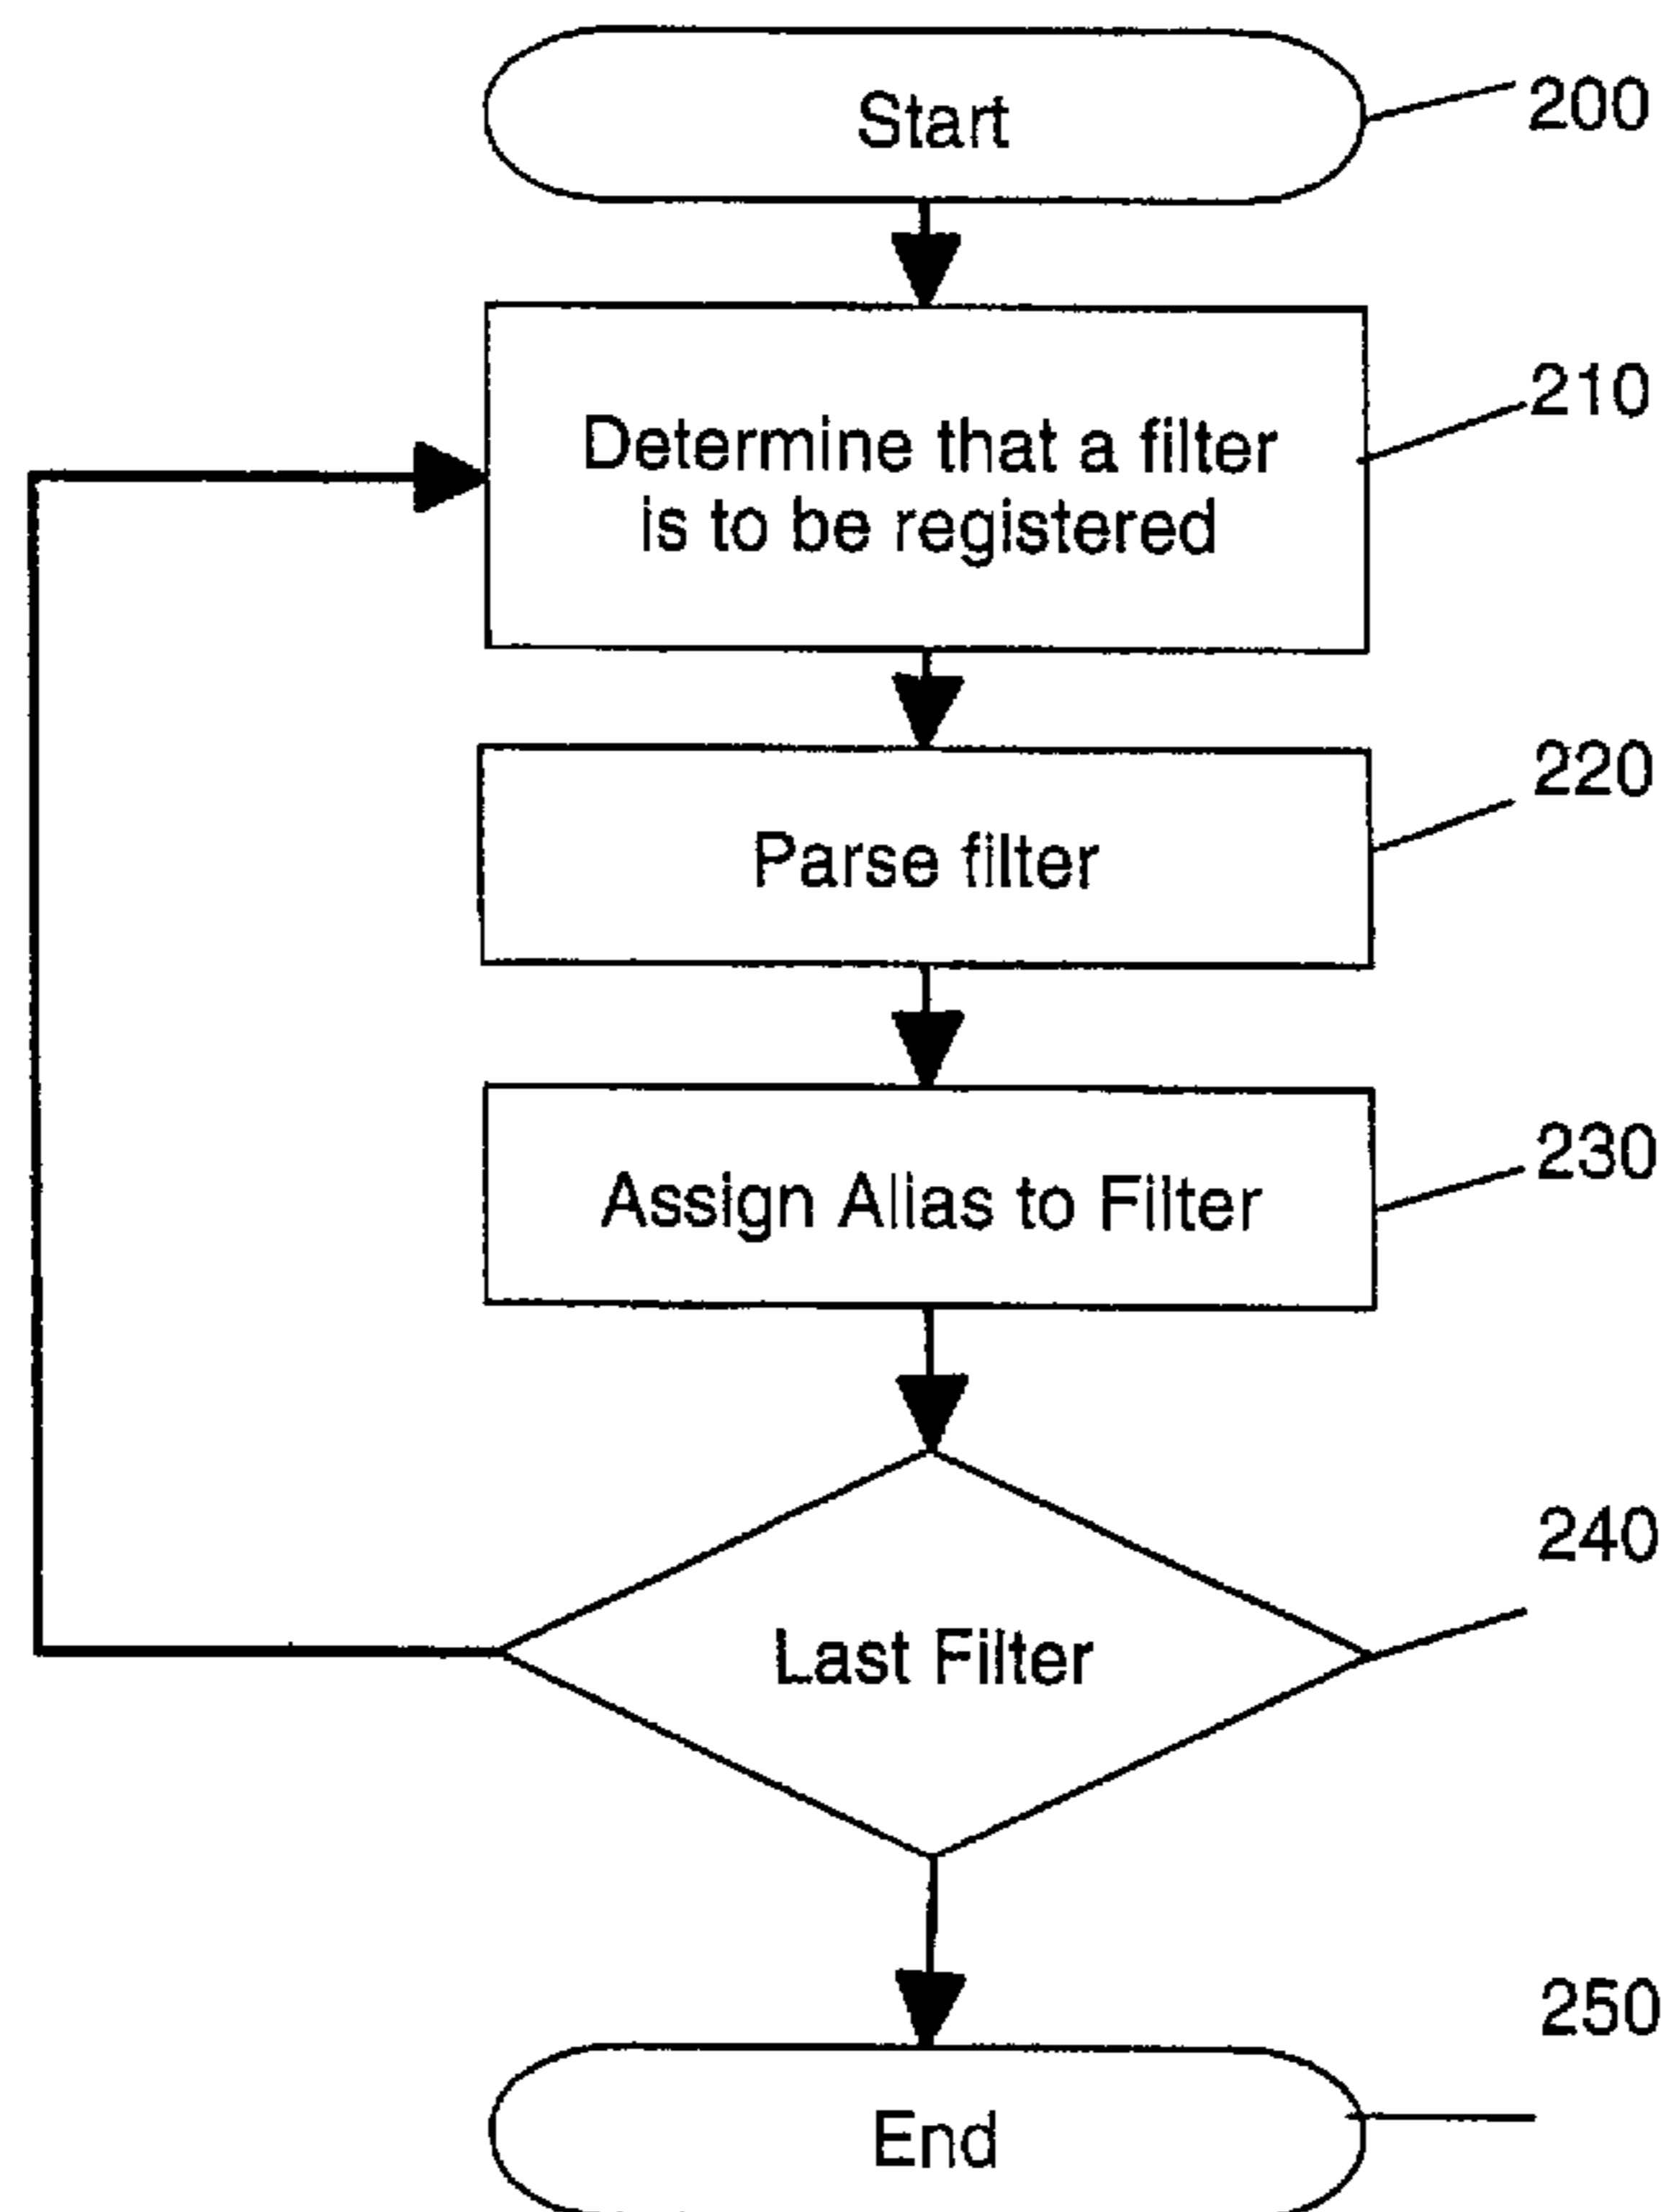 Start
200
Determine that a filter
is to be registered
210
Parse filter
220
Assign Alias to Filter
230
Last Filter
240
End
250